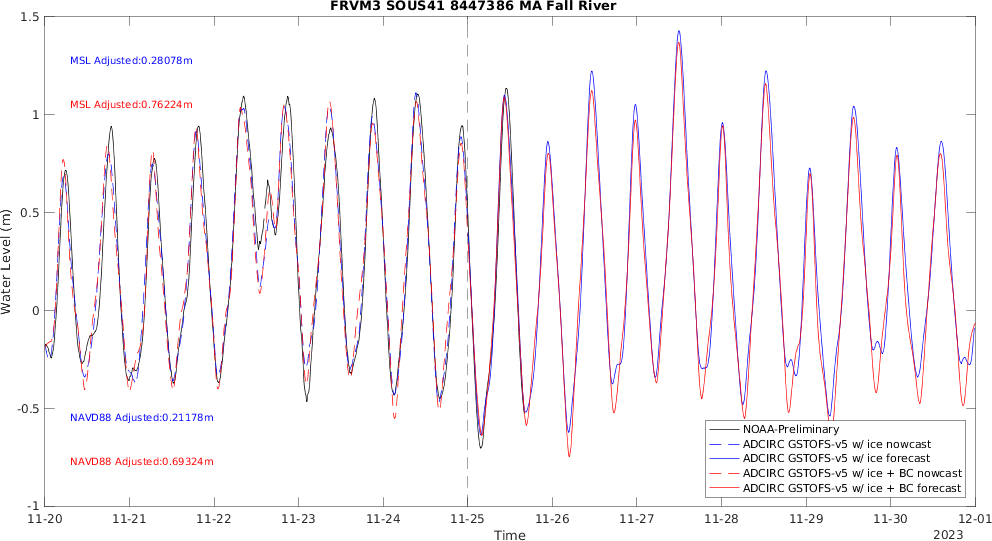 FRVM3 SOUS41 8447386 MA Fall River
1.5
1
0.5
0
-0.5
-1
Water Level (m)
MSL Adjusted:0.28078m
MSL Adjusted:0.76224m
NAVD88 Adjusted:0.21178m
NAVD88 Adjusted:0.69324m
NOAA-Preliminary
ADCIRC GSTOFS-v5 w/ ice nowcast
ADCIRC GSTOFS-v5 w/ ice forecast
ADCIRC GSTOFS-v5 w/ ice + BC nowcast
ADCIRC GSTOFS-v5 w/ ice + BC forecast
11-20 11-21 11-22 11-23 11-24 11-25 11-26 11-27 11-28 11-29 11-30 12-01
Time
2023